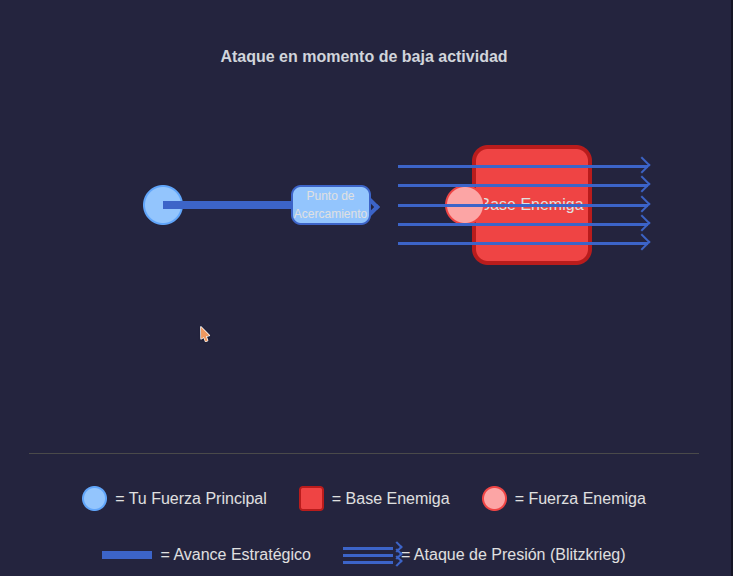 Ataque en momento de baja actividad
Punto de
Acercamiento
Base Enemiga
= Tu Fuerza Principal
= Base Enemiga
= Fuerza Enemiga
= Avance Estratégico
= Ataque de Presión (Blitzkrieg)